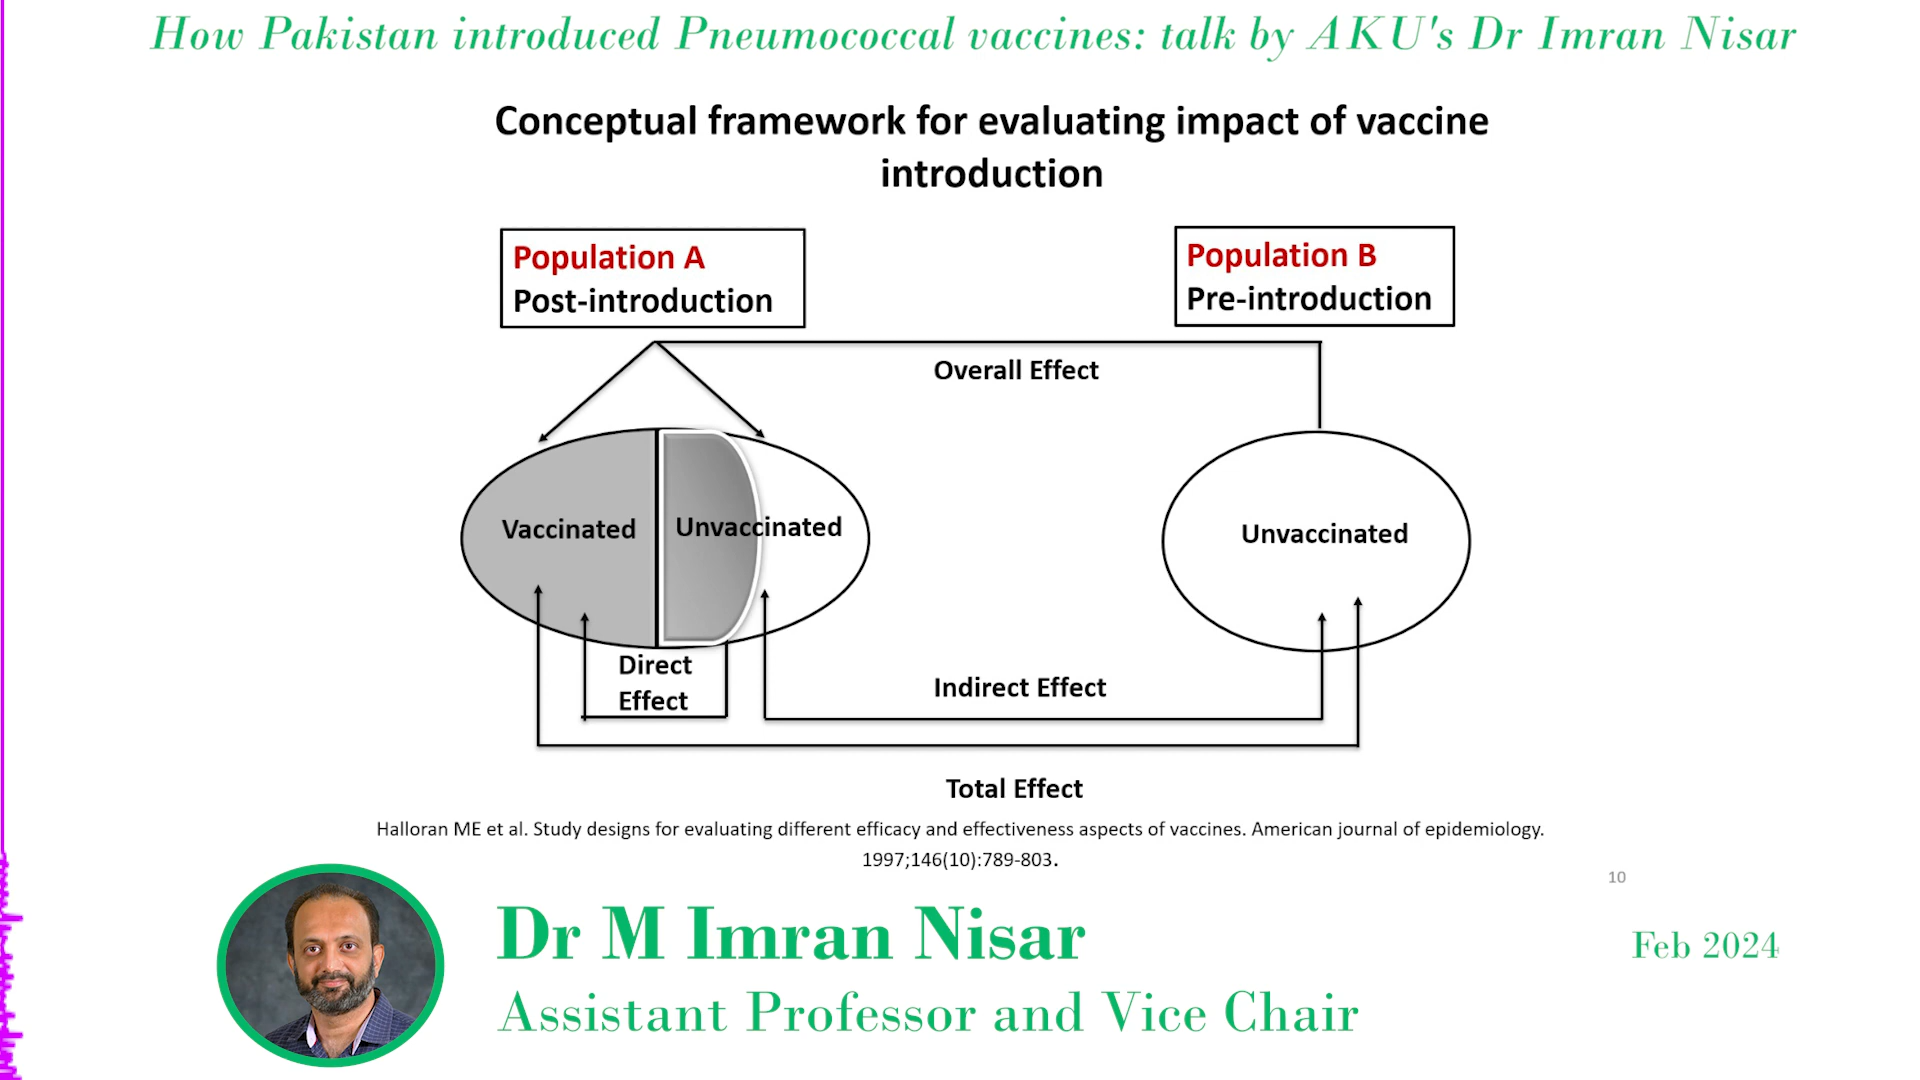 How Pakistan introduced Pneumococcal vaccines: talk by AKU's Dr Imran Nisar
Conceptual framework for evaluating impact of vaccine
introduction
Population A
Post-introduction
Population B
Pre-introduction
Overall Effect
Vaccinated
Unvaccinated
Unvaccinated
Direct
Effect
Indirect Effect
Total Effect
Halloran ME et al. Study designs for evaluating different efficacy and effectiveness aspects of vaccines. American journal of epidemiology.
1997;146(10):789-803.
10
Dr M Imran Nisar
Assistant Professor and Vice Chair
Feb 2024